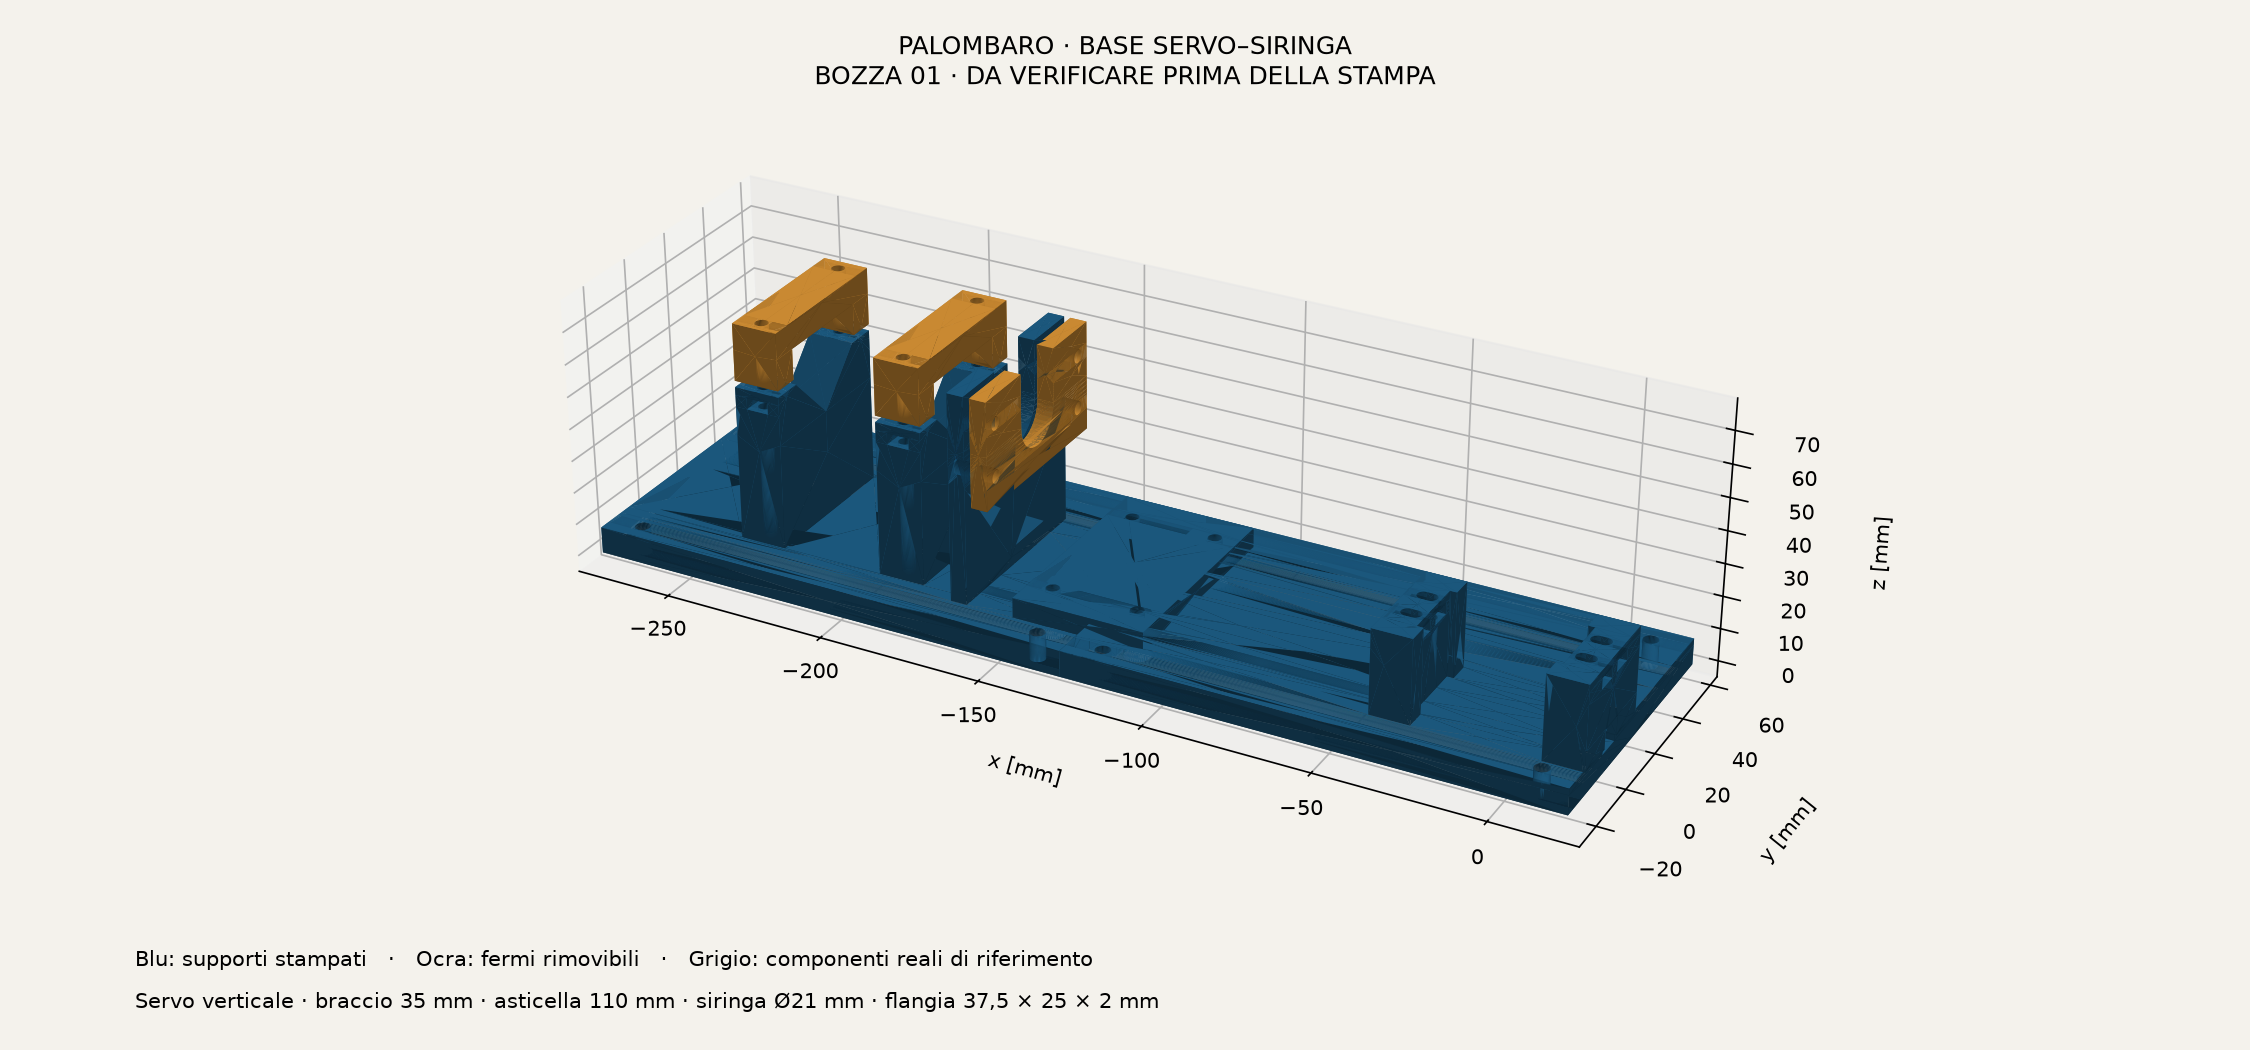 PALOMBARO · BASE SERVO–SIRINGA
BOZZA 01 · DA VERIFICARE PRIMA DELLA STAMPA
70
60
50
40
30
20
10
0
z [mm]
−250
−200
−150
−100
−50
0
x [mm]
60
40
20
0
−20
y [mm]
Blu: supporti stampati · Ocra: fermi rimovibili · Grigio: componenti reali di riferimento
Servo verticale · braccio 35 mm · asticella 110 mm · siringa Ø21 mm · flangia 37,5 × 25 × 2 mm